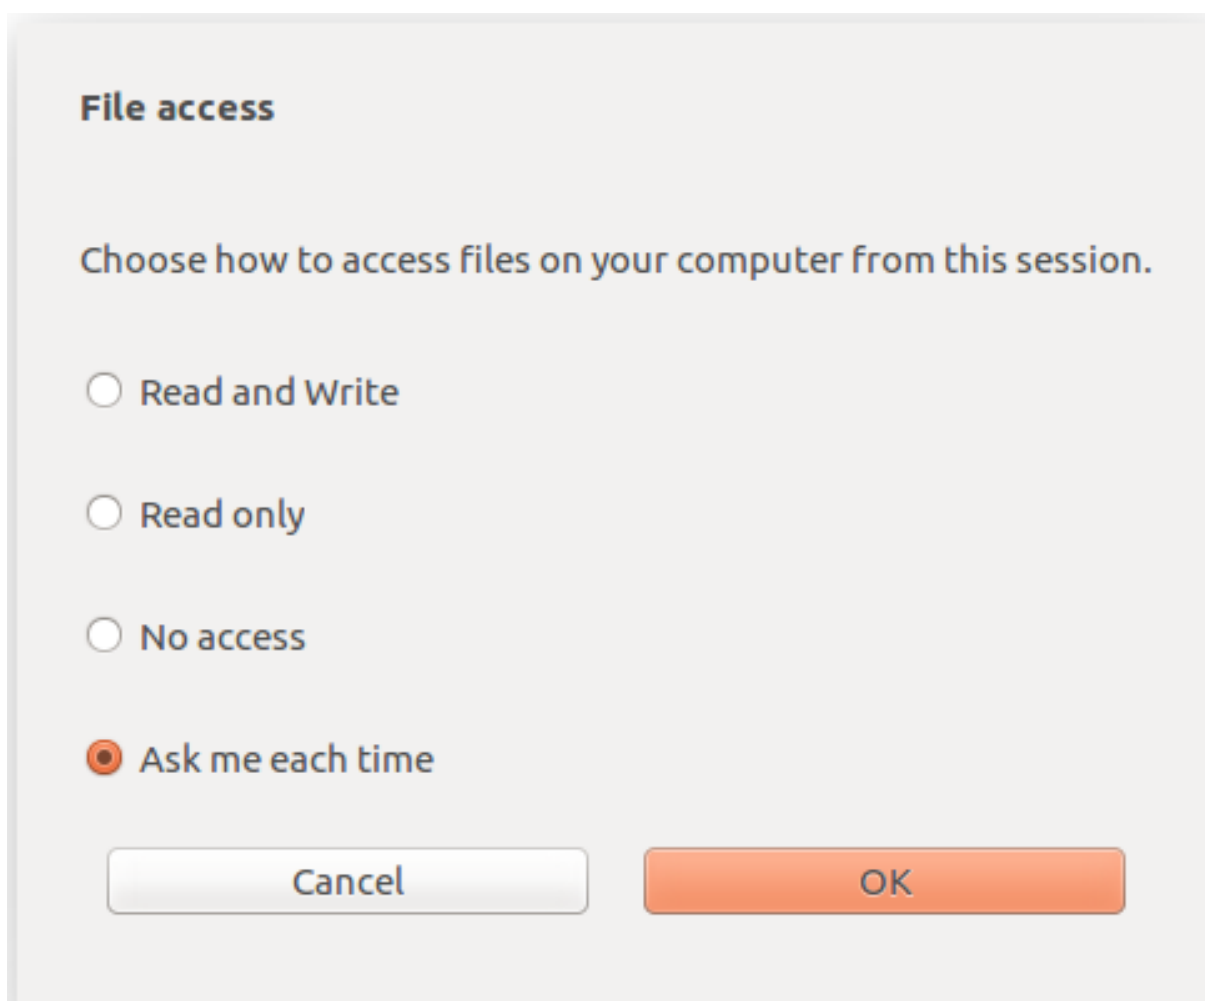 File access
Choose how to access files on your computer from this session.
Read and Write
Read only
No access
Ask me each time
Cancel OK